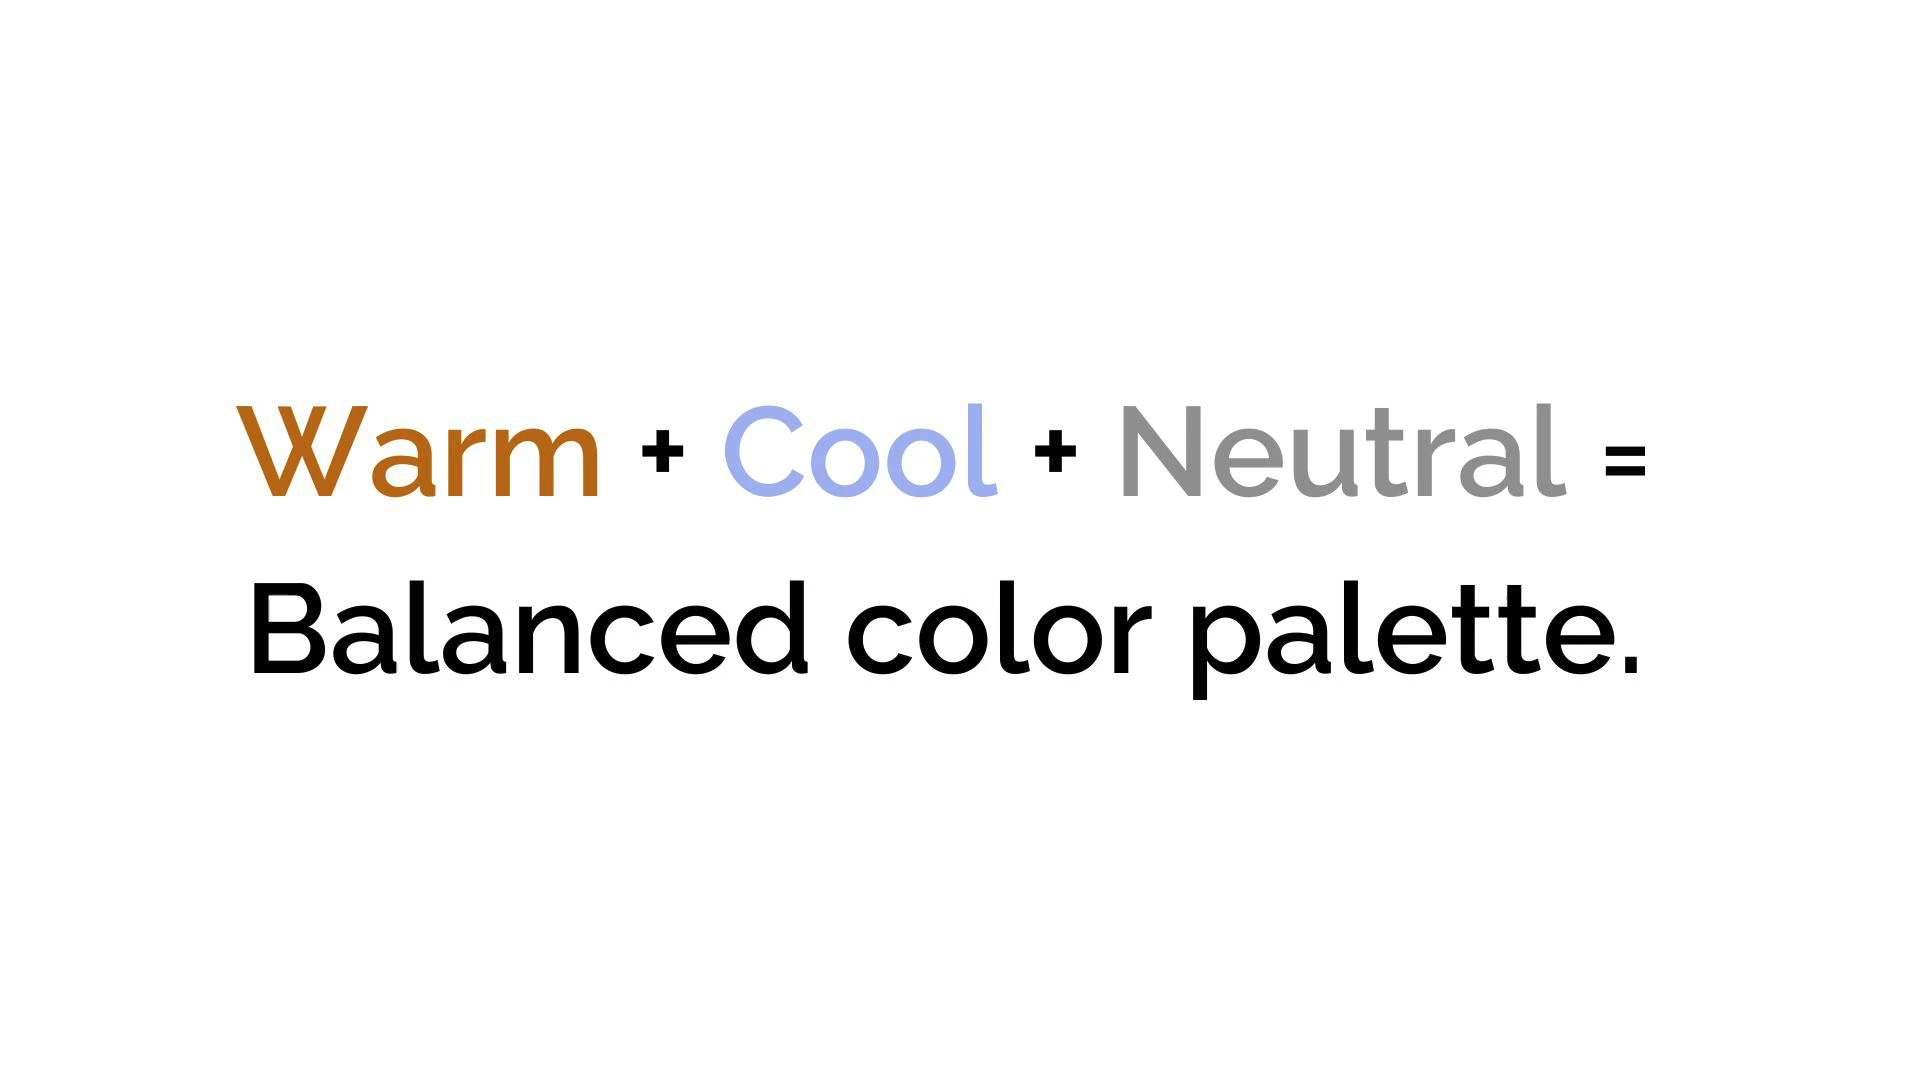 Warm + Cool + Neutral =
Balanced color palette.